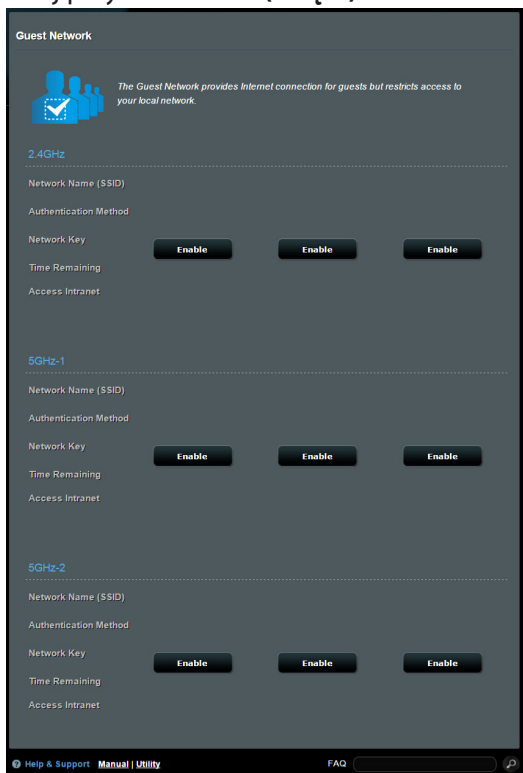 Guest Network
The Guest Network provides Internet connection for guests but restricts access to
your local network.
2.4GHz
Network Name (SSID)
Authentication Method
Network Key
Enable Enable Enable
Time Remaining
Access Intranet
5GHz-1
Network Name (SSID)
Authentication Method
Network Key
Enable Enable Enable
Time Remaining
Access Intranet
5GHz-2
Network Name (SSID)
Authentication Method
Network Key
Enable Enable Enable
Time Remaining
Access Intranet
Help & Support Manual | Utility FAQ